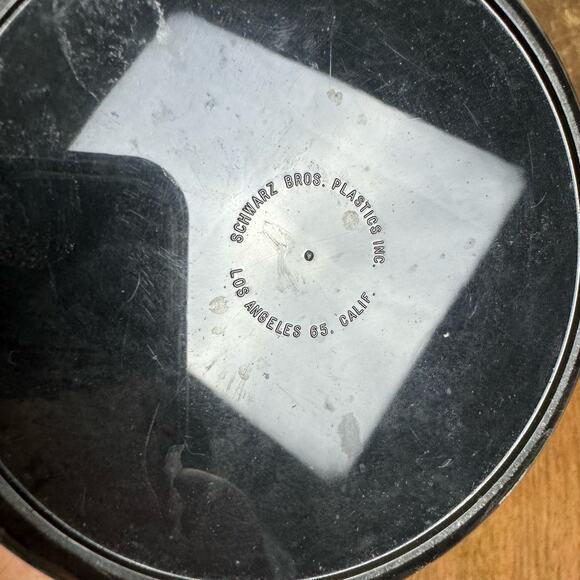 SCHWARZ BROS. PLASTICS INC.
LOS ANGELES 65, CALIF.